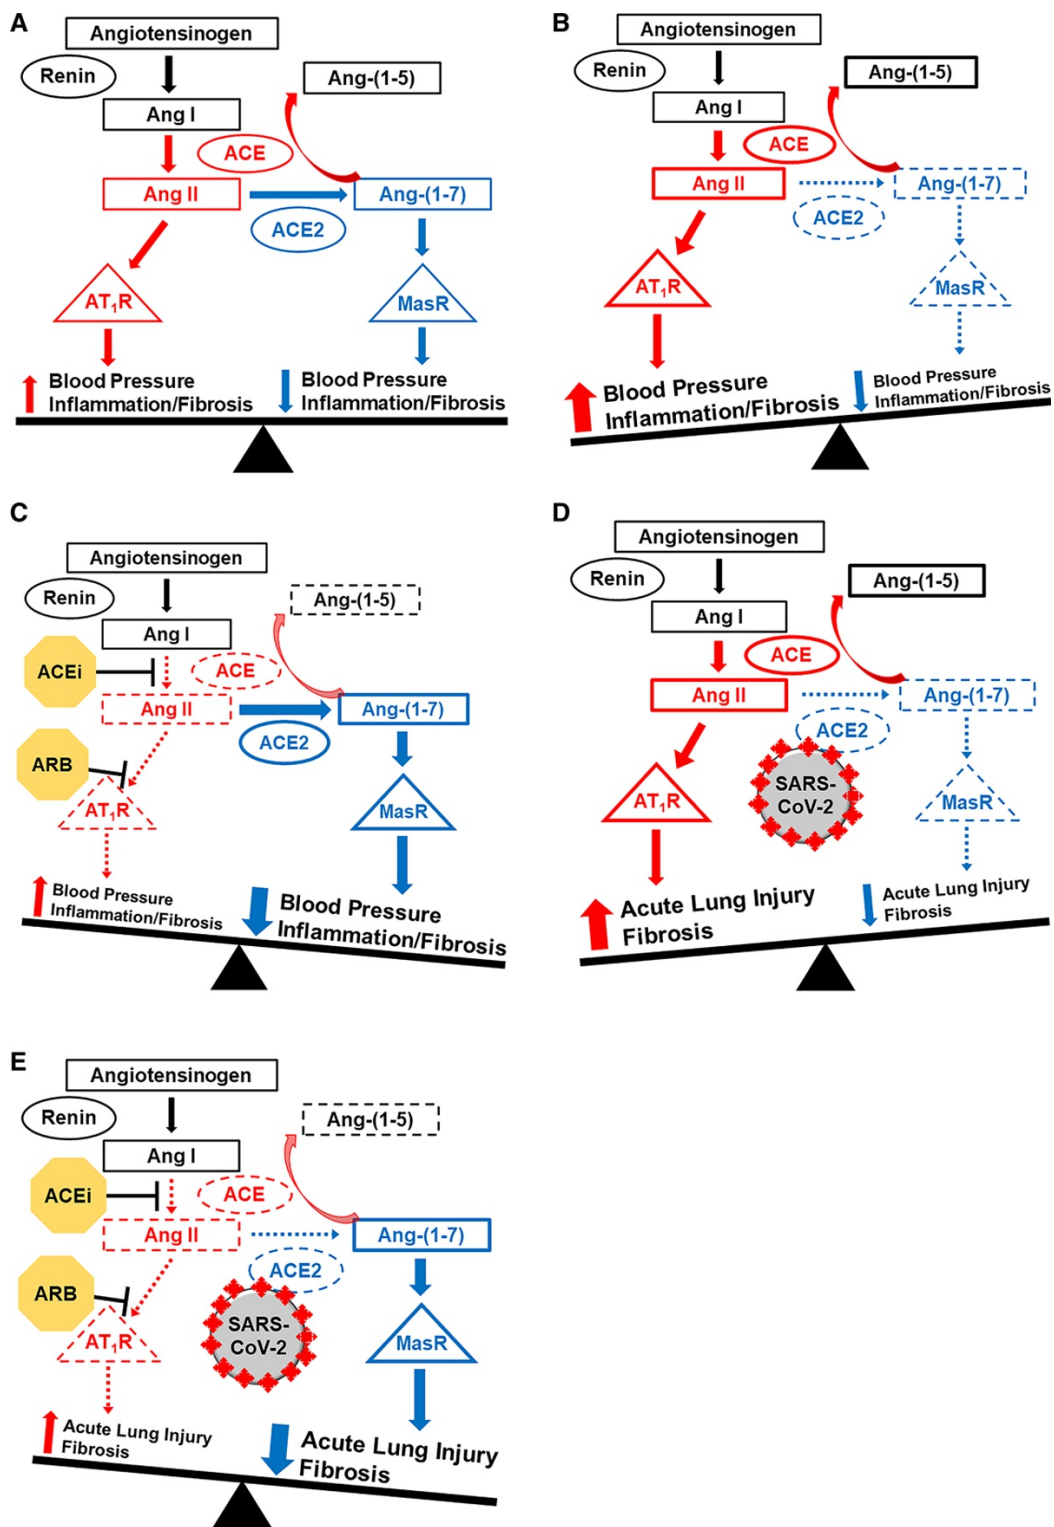 A
Angiotensinogen
Renin
Ang-(1-5)
Ang I
ACE
Ang II
Ang-(1-7)
ACE2
AT₁R
MasR
Blood Pressure
Inflammation/Fibrosis
Blood Pressure
Inflammation/Fibrosis
B
Angiotensinogen
Renin
Ang-(1-5)
Ang I
ACE
Ang II
Ang-(1-7)
ACE2
AT₁R
MasR
Blood Pressure
Inflammation/Fibrosis
Blood Pressure
Inflammation/Fibrosis
C
Angiotensinogen
Renin
Ang-(1-5)
Ang I
ACEi
ACE
Ang II
Ang-(1-7)
ACE2
ARB
AT₁R
MasR
Blood Pressure
Inflammation/Fibrosis
Blood Pressure
Inflammation/Fibrosis
D
Angiotensinogen
Renin
Ang-(1-5)
Ang I
ACE
Ang II
Ang-(1-7)
ACE2
SARS-
CoV-2
AT₁R
MasR
Acute Lung Injury
Fibrosis
Acute Lung Injury
Fibrosis
E
Angiotensinogen
Renin
Ang-(1-5)
Ang I
ACEi
ACE
Ang II
Ang-(1-7)
ACE2
ARB
SARS-
CoV-2
AT₁R
MasR
Acute Lung Injury
Fibrosis
Acute Lung Injury
Fibrosis